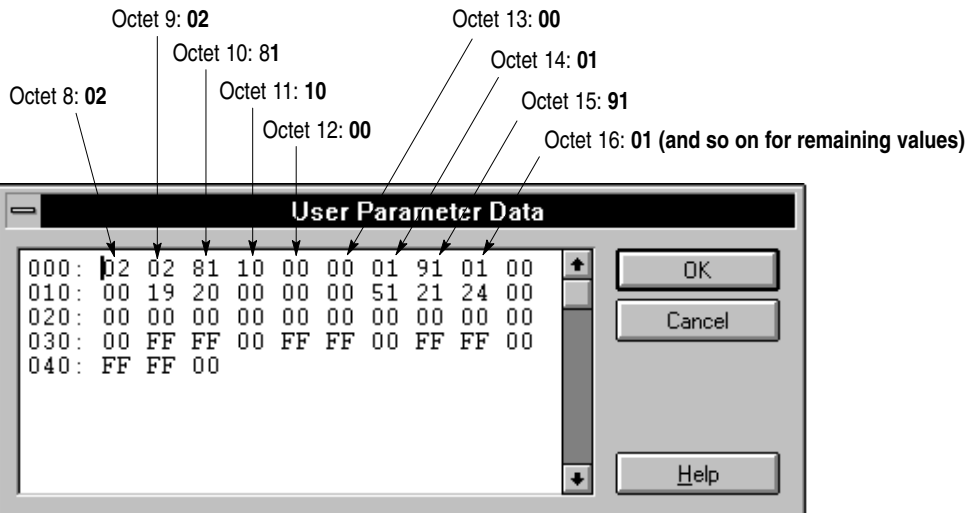 Octet 9: 02
Octet 13: 00
Octet 10: 81
Octet 14: 01
Octet 8: 02
Octet 11: 10
Octet 15: 91
Octet 12: 00
Octet 16: 01 (and so on for remaining values)
User Parameter Data
000: 02 02 81 10 00 00 01 91 01 00
010: 00 19 20 00 00 00 51 21 24 00
020: 00 00 00 00 00 00 00 00 00 00
030: 00 FF FF 00 FF FF 00 FF FF 00
040: FF FF 00
OK
Cancel
Help